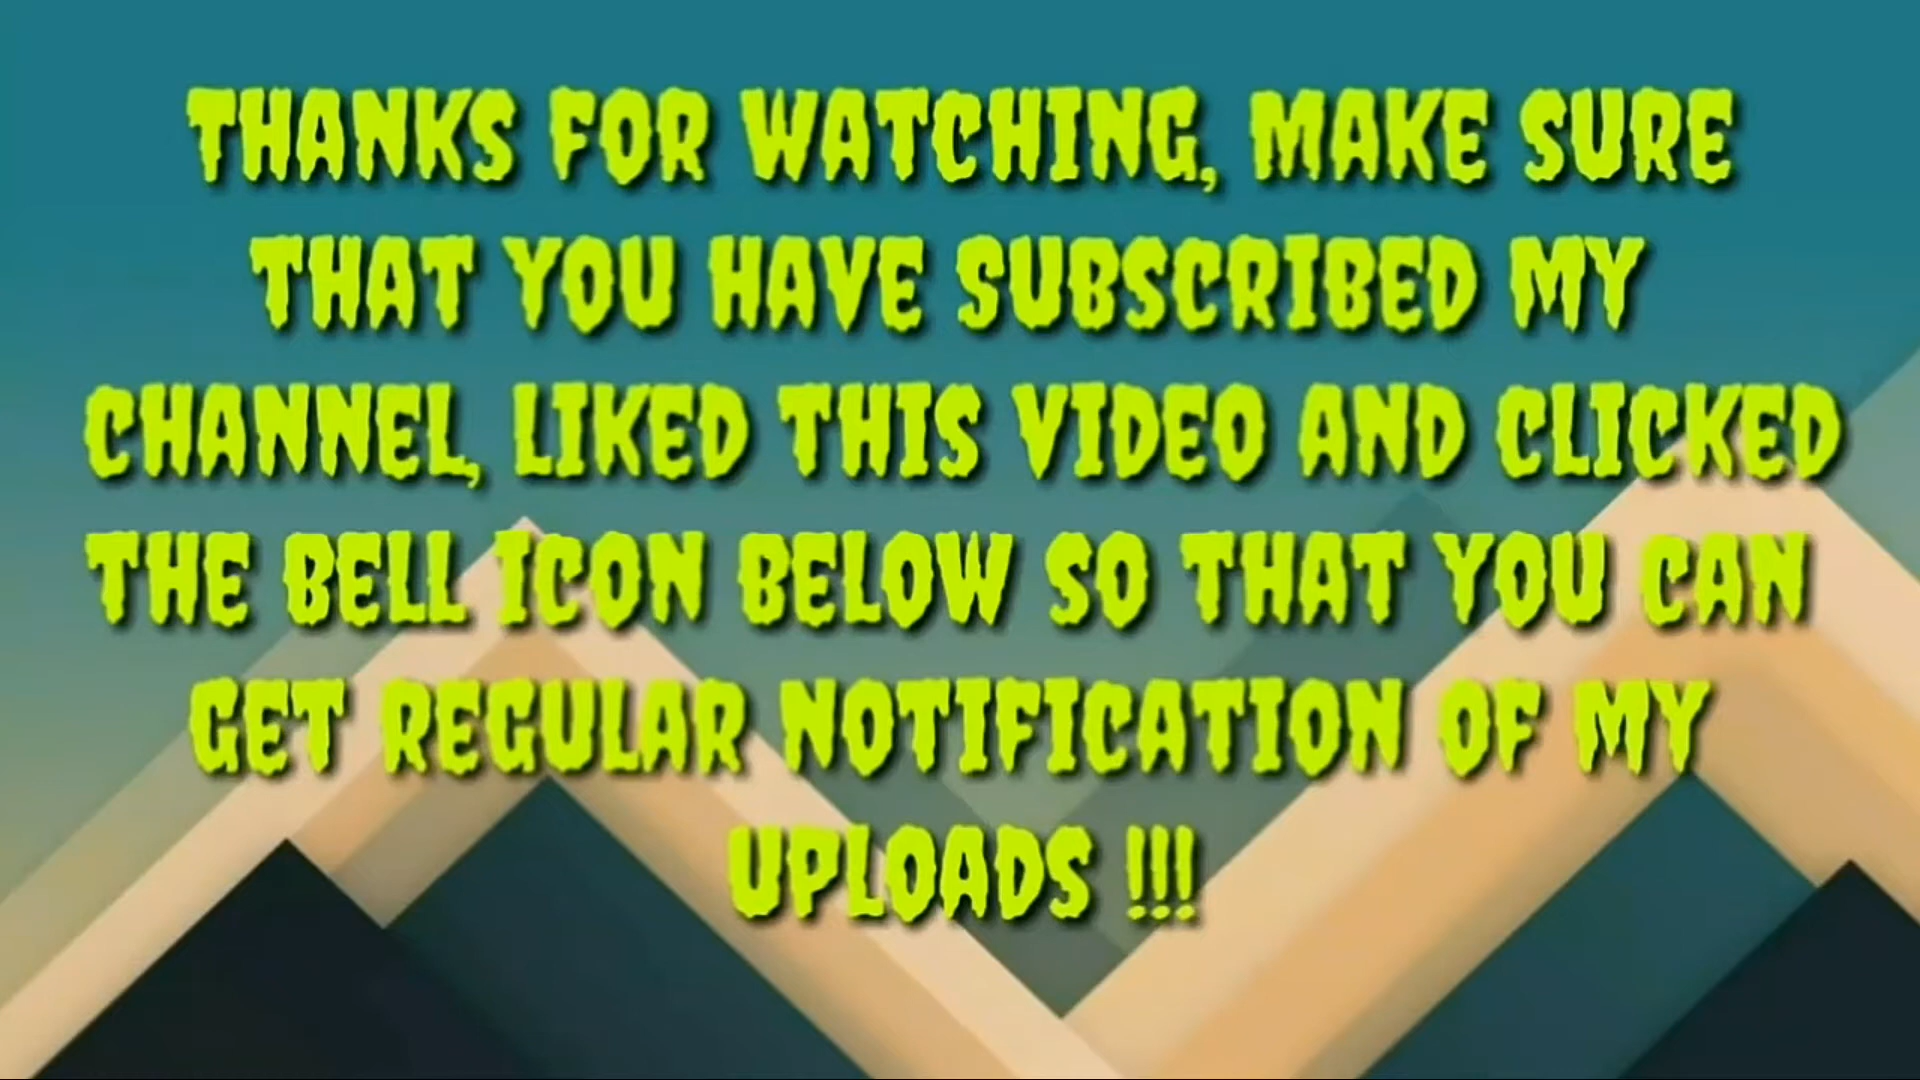 THANKS FOR WATCHING, MAKE SURE
THAT YOU HAVE SUBSCRIBED MY
CHANNEL, LIKED THIS VIDEO AND CLICKED
THE BELL ICON BELOW SO THAT YOU CAN
GET REGULAR NOTIFICATION OF MY
UPLOADS !!!